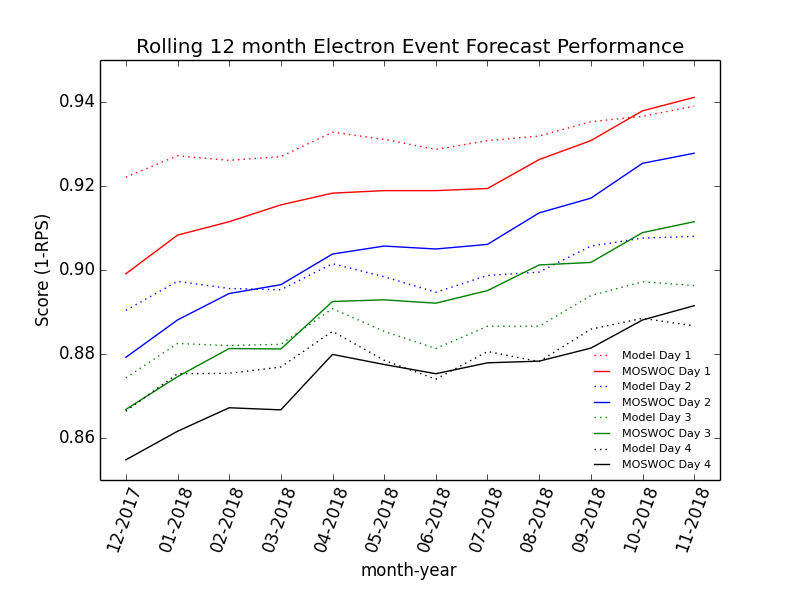 Rolling 12 month Electron Event Forecast Performance
Score (1-RPS)
0.94
0.92
0.90
0.88
0.86
Model Day 1
MOSWOC Day 1
Model Day 2
MOSWOC Day 2
Model Day 3
MOSWOC Day 3
Model Day 4
MOSWOC Day 4
12-2017
01-2018
02-2018
03-2018
04-2018
05-2018
06-2018
07-2018
08-2018
09-2018
10-2018
11-2018
month-year